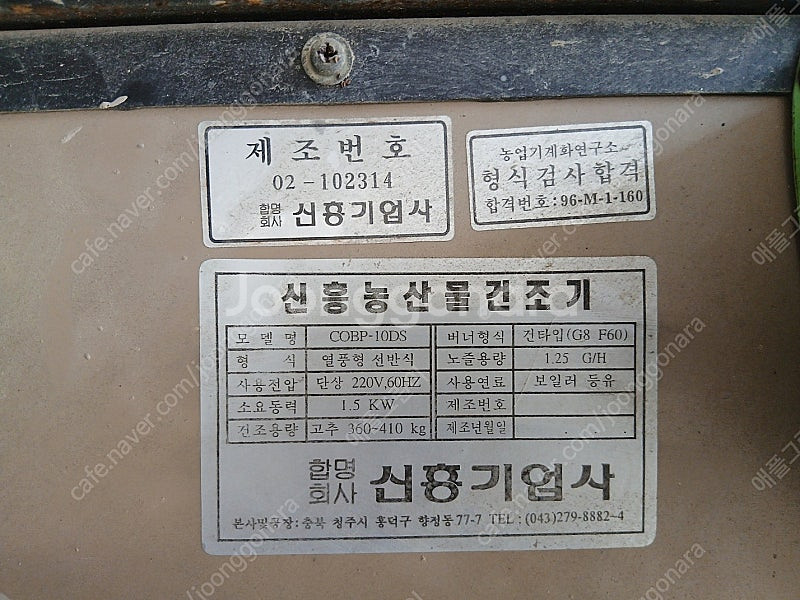 제 조 번 호
02-102314
합명회사 신흥기업사
농업기계화연구소
형식검사합격
합격번호: 96-M-1-160
신흥농산물건조기
모 델 명 COBP-10DS 버너형식 건타입(G8 F60)
형 식 열풍형 선반식 노즐용량 1.25 G/H
사용전압 단상 220V,60HZ 사용연료 보일러 등유
소요동력 1.5 KW 제조번호
건조용량 고추 360~410 kg 제조년월일
합명회사 신흥기업사
본사및공장: 충북 청주시 흥덕구 향정동 77-7 TEL : (043)279-8882~4
Joonggonara
cafe.naver.com/joonggonara